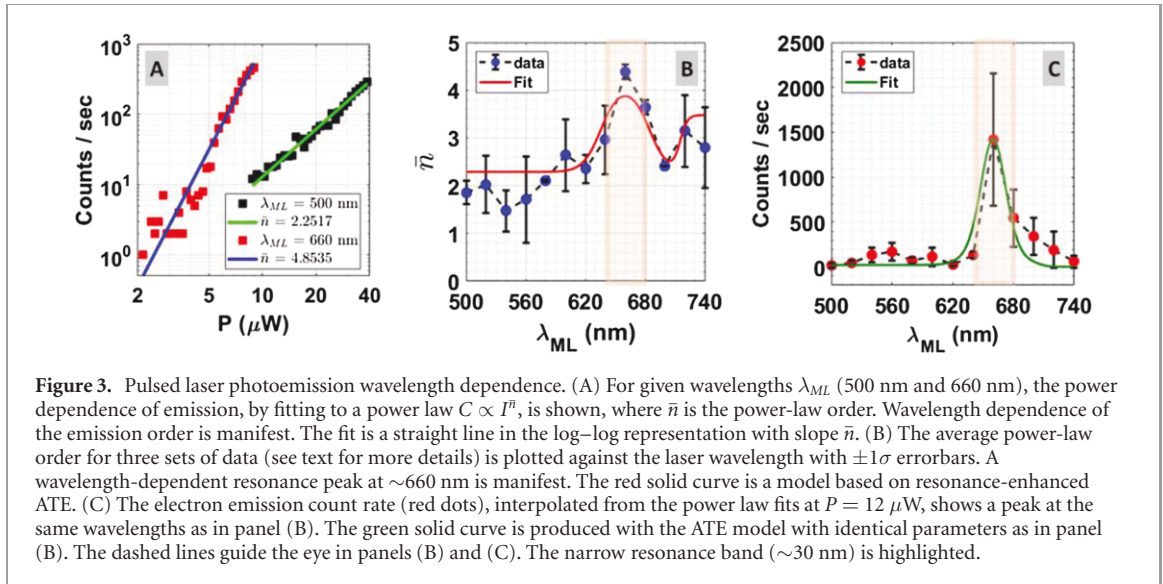 A
Counts / sec
10^3
10^2
10^1
10^0
2 5 10 20 40
P (μW)
λ_ML = 500 nm
n̄ = 2.2517
λ_ML = 660 nm
n̄ = 4.8535
B
data
Fit
n̄
5
4
3
2
1
0
500 560 620 680 740
λ_ML (nm)
C
data
Fit
Counts / sec
2500
2000
1500
1000
500
0
500 560 620 680 740
λ_ML (nm)
Figure 3. Pulsed laser photoemission wavelength dependence. (A) For given wavelengths λ_ML (500 nm and 660 nm), the power
dependence of emission, by fitting to a power law C ∝ I^n̄, is shown, where n̄ is the power-law order. Wavelength dependence of
the emission order is manifest. The fit is a straight line in the log–log representation with slope n̄. (B) The average power-law
order for three sets of data (see text for more details) is plotted against the laser wavelength with ±1σ errorbars. A
wavelength-dependent resonance peak at ~660 nm is manifest. The red solid curve is a model based on resonance-enhanced
ATE. (C) The electron emission count rate (red dots), interpolated from the power law fits at P = 12 μW, shows a peak at the
same wavelengths as in panel (B). The green solid curve is produced with the ATE model with identical parameters as in panel
(B). The dashed lines guide the eye in panels (B) and (C). The narrow resonance band (~30 nm) is highlighted.